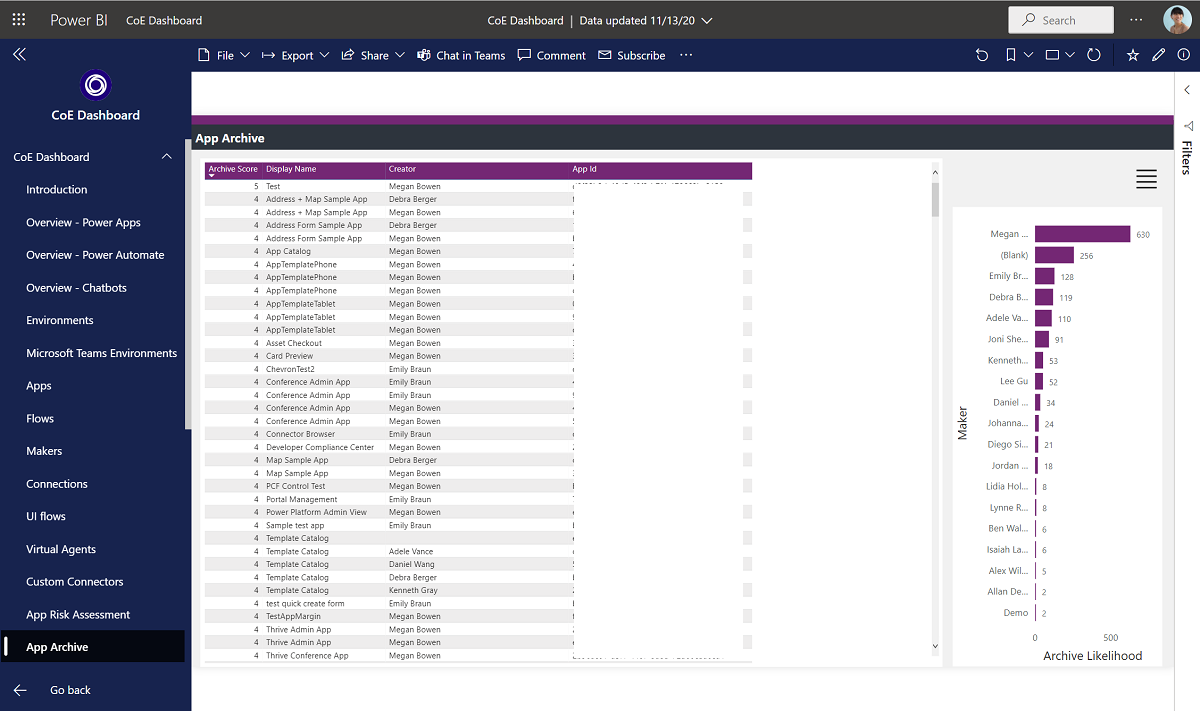 Power BI CoE Dashboard CoE Dashboard | Data updated 11/13/20 Search
File Export Share Chat in Teams Comment Subscribe
CoE Dashboard
CoE Dashboard
Introduction
Overview - Power Apps
Overview - Power Automate
Overview - Chatbots
Environments
Microsoft Teams Environments
Apps
Flows
Makers
Connections
UI flows
Virtual Agents
Custom Connectors
App Risk Assessment
App Archive
Go back
App Archive
Archive Score Display Name Creator App Id
5 Test Megan Bowen
4 Address + Map Sample App Debra Berger
4 Address + Map Sample App Megan Bowen
4 Address Form Sample App Debra Berger
4 Address Form Sample App Megan Bowen
4 App Catalog Megan Bowen
4 AppTemplatePhone Megan Bowen
4 AppTemplatePhone Megan Bowen
4 AppTemplatePhone Megan Bowen
4 AppTemplateTablet Megan Bowen
4 AppTemplateTablet Megan Bowen
4 AppTemplateTablet Megan Bowen
4 Asset Checkout Megan Bowen
4 Card Preview Megan Bowen
4 ChevronTest2 Emily Braun
4 Conference Admin App Emily Braun
4 Conference Admin App Emily Braun
4 Conference Admin App Megan Bowen
4 Conference Admin App Megan Bowen
4 Connector Browser Emily Braun
4 Developer Compliance Center Megan Bowen
4 Map Sample App Debra Berger
4 Map Sample App Megan Bowen
4 PCF Control Test Megan Bowen
4 Portal Management Emily Braun
4 Power Platform Admin View Megan Bowen
4 Sample test app Emily Braun
4 Template Catalog
4 Template Catalog Adele Vance
4 Template Catalog Daniel Wang
4 Template Catalog Debra Berger
4 Template Catalog Kenneth Gray
4 test quick create form Emily Braun
4 TestAppMargin Megan Bowen
4 Thrive Admin App Megan Bowen
4 Thrive Admin App Megan Bowen
4 Thrive Conference App Megan Bowen
Maker
Megan ... 630
(Blank) 256
Emily Br... 128
Debra B... 119
Adele Va... 110
Joni She... 91
Kenneth... 53
Lee Gu 52
Daniel ... 34
Johanna... 24
Diego Si... 21
Jordan ... 18
Lidia Hol... 8
Lynne R... 8
Ben Wal... 6
Isaiah La... 6
Alex Wil... 5
Allan De... 2
Demo 2
0 500
Archive Likelihood
Filters